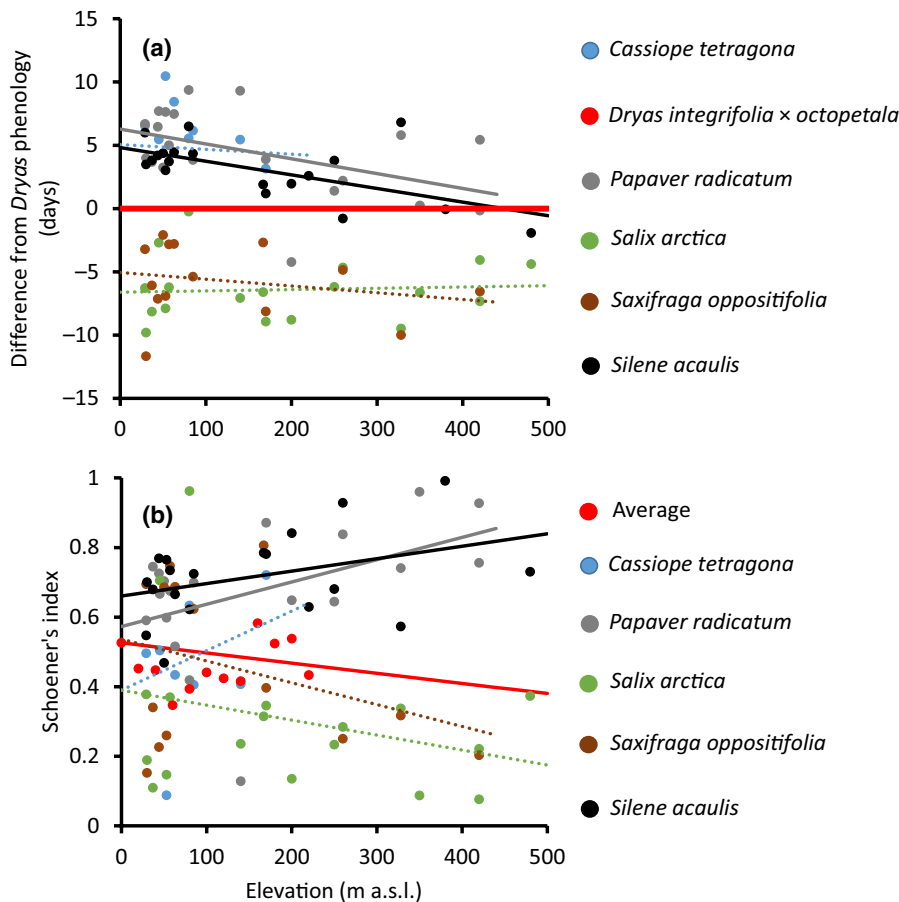 (a)
Difference from Dryas phenology
(days)
15
10
5
0
–5
–10
–15
0 100 200 300 400 500
Cassiope tetragona
Dryas integrifolia × octopetala
Papaver radicatum
Salix arctica
Saxifraga oppositifolia
Silene acaulis
(b)
Schoener's index
1
0.8
0.6
0.4
0.2
0
0 100 200 300 400 500
Elevation (m a.s.l.)
Average
Cassiope tetragona
Papaver radicatum
Salix arctica
Saxifraga oppositifolia
Silene acaulis